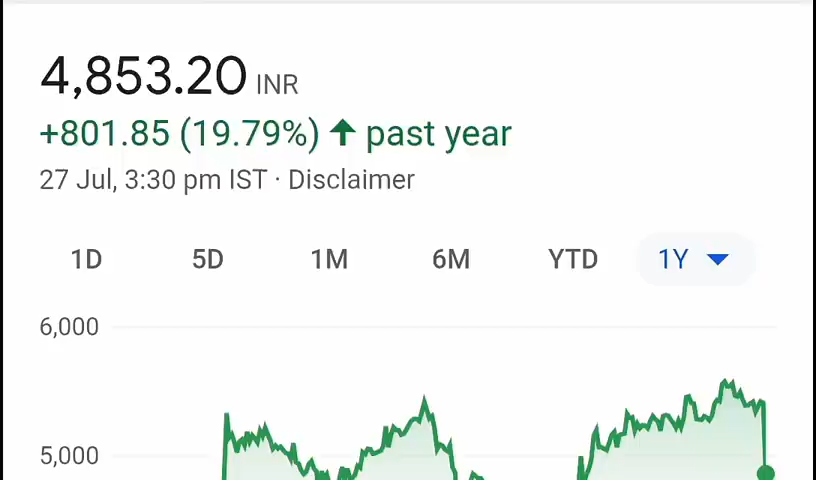 4,853.20 INR
+801.85 (19.79%) ↑ past year
27 Jul, 3:30 pm IST · Disclaimer
1D 5D 1M 6M YTD 1Y
6,000
5,000